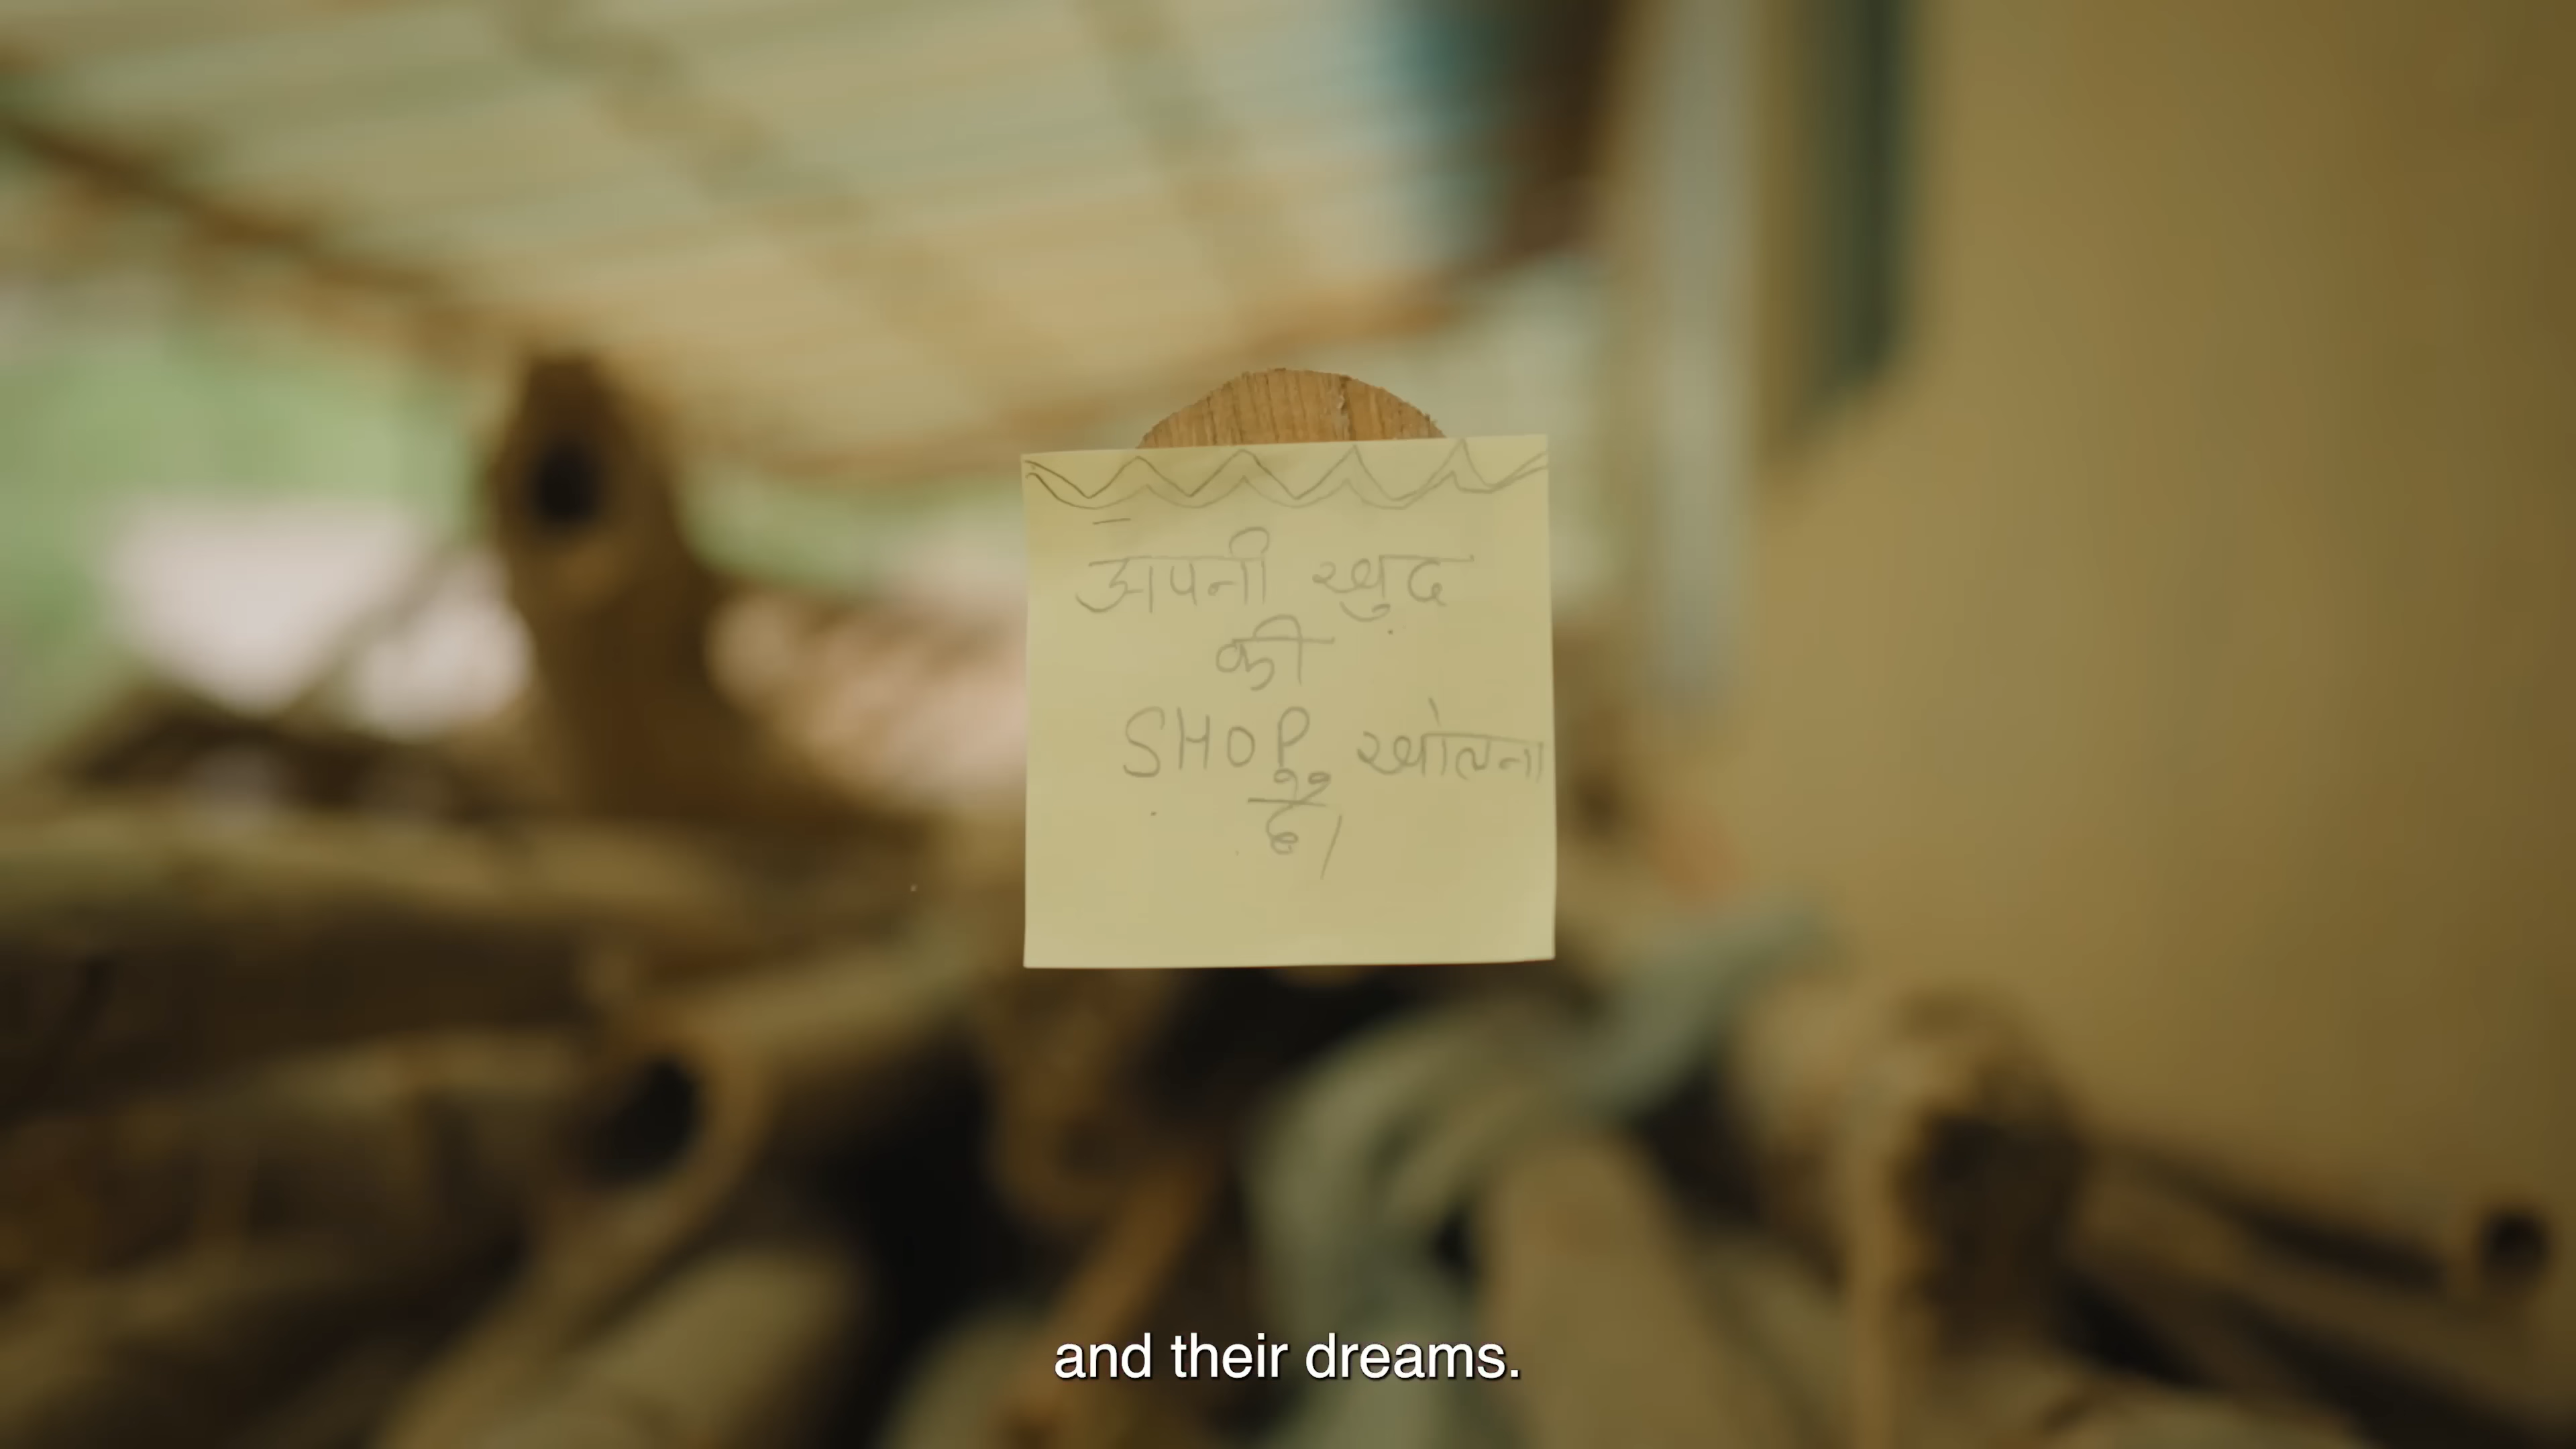 अपनी खुद
की
SHOP खोलना
है।
and their dreams.